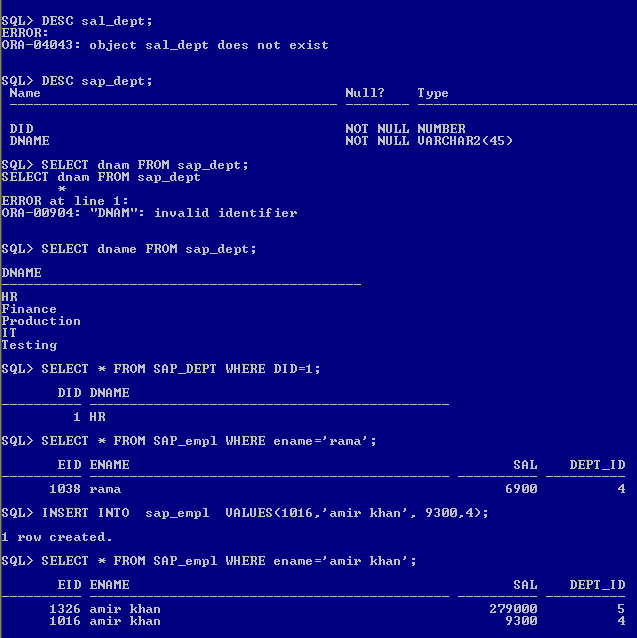 SQL> DESC sal_dept;
ERROR:
ORA-04043: object sal_dept does not exist
SQL> DESC sap_dept;
Name Null? Type
----------------------------------------- -------- ----------------------------
DID NOT NULL NUMBER
DNAME NOT NULL VARCHAR2(45)
SQL> SELECT dnam FROM sap_dept;
SELECT dnam FROM sap_dept
*
ERROR at line 1:
ORA-00904: "DNAM": invalid identifier
SQL> SELECT dname FROM sap_dept;
DNAME
---------------------------------------------
HR
Finance
Production
IT
Testing
SQL> SELECT * FROM SAP_DEPT WHERE DID=1;
DID DNAME
---------- ---------------------------------------------
1 HR
SQL> SELECT * FROM SAP_empl WHERE ename='rama';
EID ENAME SAL DEPT_ID
---------- --------------------------------------------- ---------- ----------
1038 rama 6900 4
SQL> INSERT INTO  sap_empl  VALUES(1016,'amir khan', 9300,4);
1 row created.
SQL> SELECT * FROM SAP_empl WHERE ename='amir khan';
EID ENAME SAL DEPT_ID
---------- --------------------------------------------- ---------- ----------
1326 amir khan 279000 5
1016 amir khan 9300 4